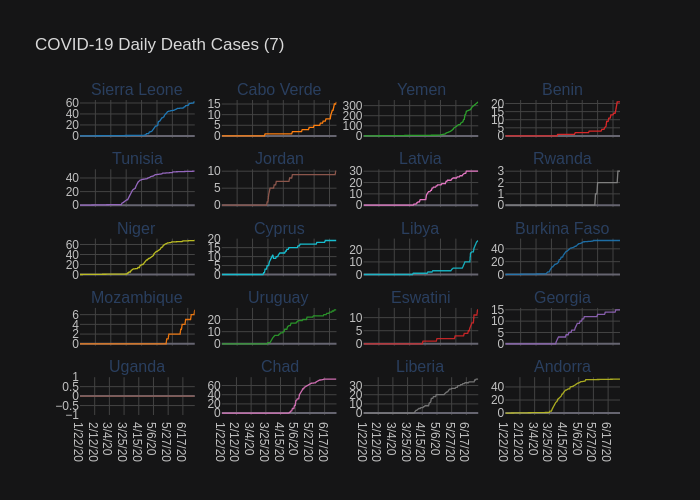 COVID-19 Daily Death Cases (7)
Sierra Leone Cabo Verde Yemen Benin
60 40 20 0
15 10 5 0
300 200 100 0
20 15 10 5 0
Tunisia Jordan Latvia Rwanda
40 20 0
10 5 0
30 20 10 0
3 2 1 0
Niger Cyprus Libya Burkina Faso
60 40 20 0
20 15 10 5 0
20 10 0
40 20 0
Mozambique Uruguay Eswatini Georgia
6 4 2 0
20 10 0
10 5 0
15 10 5 0
Uganda Chad Liberia Andorra
1 0.5 0 −0.5 −1
60 40 20 0
30 20 10 0
40 20 0
1/22/20 2/12/20 3/4/20 3/25/20 4/15/20 5/6/20 5/27/20 6/17/20
1/22/20 2/12/20 3/4/20 3/25/20 4/15/20 5/6/20 5/27/20 6/17/20
1/22/20 2/12/20 3/4/20 3/25/20 4/15/20 5/6/20 5/27/20 6/17/20
1/22/20 2/12/20 3/4/20 3/25/20 4/15/20 5/6/20 5/27/20 6/17/20